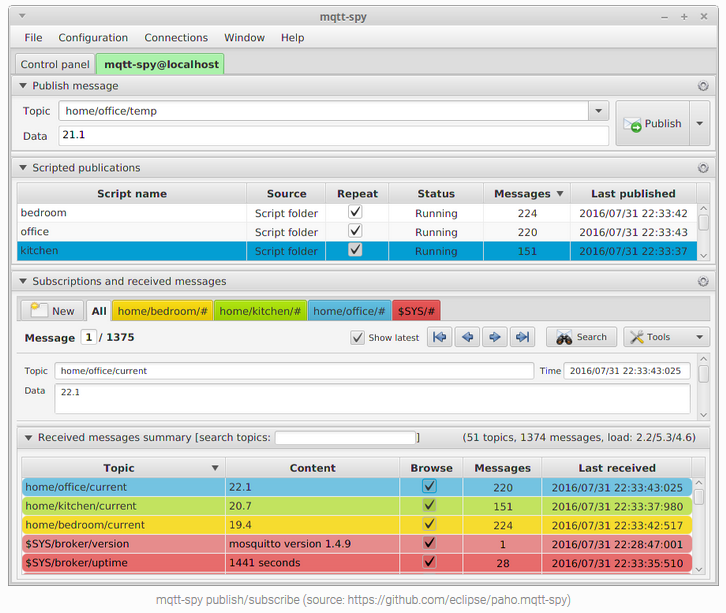 mqtt-spy
File Configuration Connections Window Help
Control panel mqtt-spy@localhost
Publish message
Topic home/office/temp
Data 21.1
Publish
Scripted publications
Script name Source Repeat Status Messages Last published
bedroom Script folder Running 224 2016/07/31 22:33:42
office Script folder Running 220 2016/07/31 22:33:43
kitchen Script folder Running 151 2016/07/31 22:33:37
Subscriptions and received messages
New All home/bedroom/# home/kitchen/# home/office/# $SYS/#
Message 1 / 1375 Show latest Search Tools
Topic home/office/current Time 2016/07/31 22:33:43:025
Data 22.1
Received messages summary [search topics: ] (51 topics, 1374 messages, load: 2.2/5.3/4.6)
Topic Content Browse Messages Last received
home/office/current 22.1 220 2016/07/31 22:33:43:025
home/kitchen/current 20.7 151 2016/07/31 22:33:37:980
home/bedroom/current 19.4 224 2016/07/31 22:33:42:517
$SYS/broker/version mosquitto version 1.4.9 1 2016/07/31 22:28:47:001
$SYS/broker/uptime 1441 seconds 28 2016/07/31 22:33:35:510
mqtt-spy publish/subscribe (source: https://github.com/eclipse/paho.mqtt-spy)